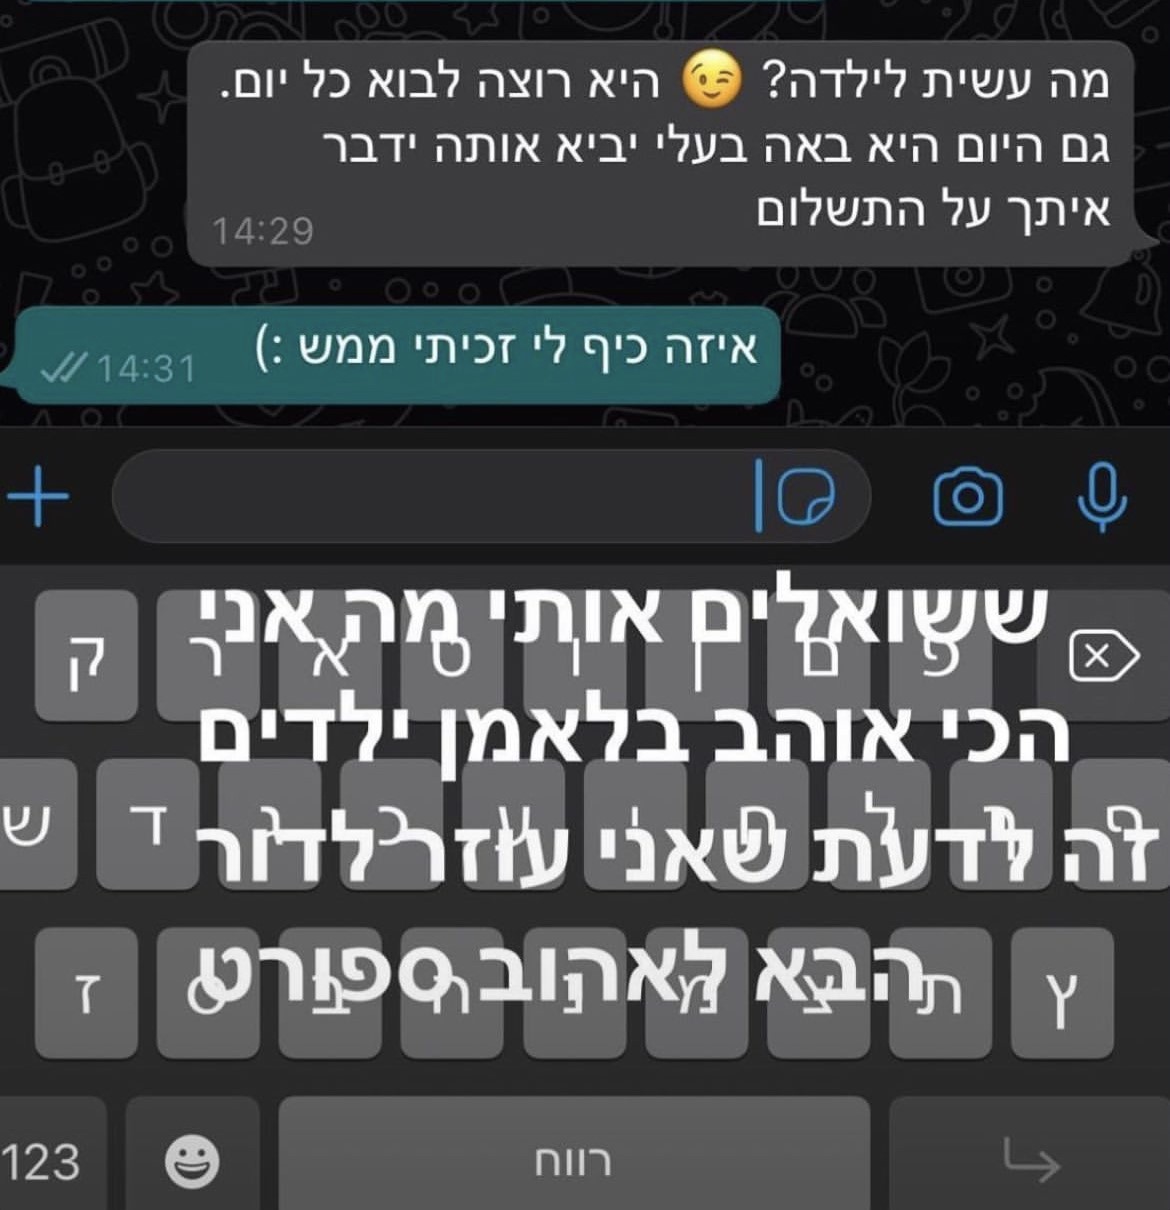 מה עשית לילדה? 😉 היא רוצה לבוא כל יום.
גם היום היא באה בעלי יביא אותה ידבר
איתך על התשלום
14:29
איזה כיף לי זכיתי ממש :)
14:31
ששואלים אותי מה אני
הכי אוהב בלאמן ילדים
זה לדעת שאני עוזר לדור
הבא לאהוב ספורט
ק ר א ט ו ן ם פ
ש ד ג כ ע י ח ל ך ף
ז ס ב ה נ מ צ ת ץ
123
רווח